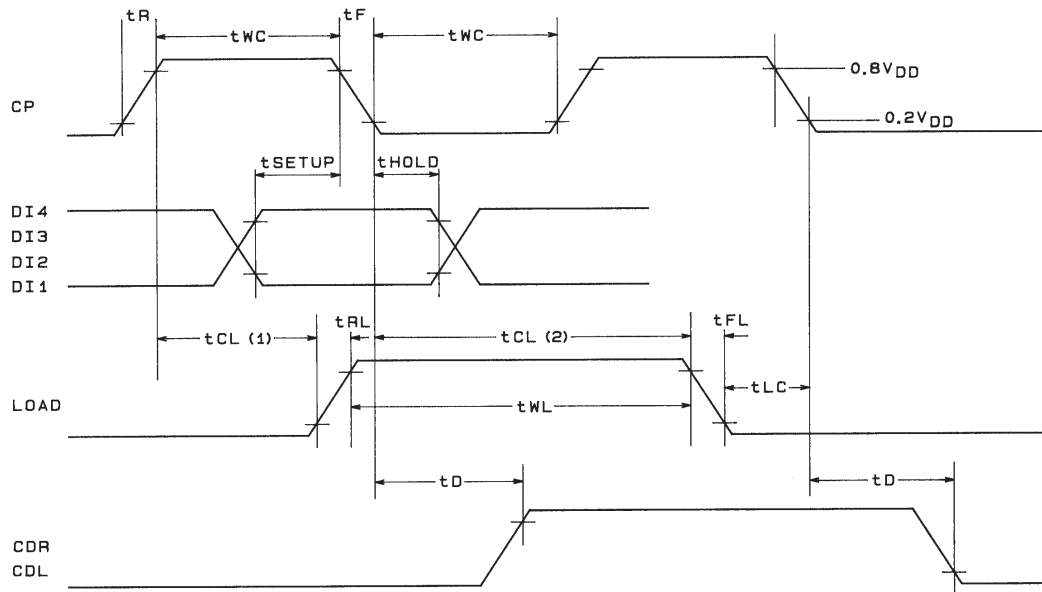 tR
tWC
tF
tWC
CP
0.8VDD
0.2VDD
tSETUP
tHOLD
DI4
DI3
DI2
DI1
tCL (1)
tRL
tCL (2)
tFL
tLC
LOAD
tWL
tD
tD
CDR
CDL